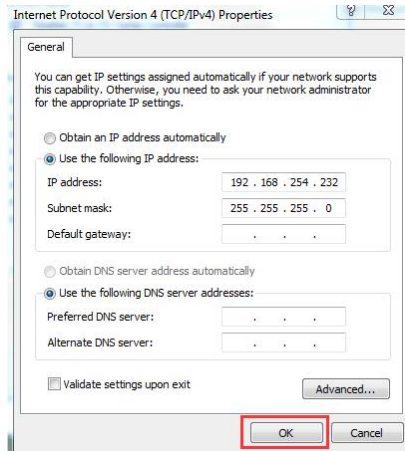 Internet Protocol Version 4 (TCP/IPv4) Properties
General
You can get IP settings assigned automatically if your network supports
this capability. Otherwise, you need to ask your network administrator
for the appropriate IP settings.
Obtain an IP address automatically
Use the following IP address:
IP address: 192 . 168 . 254 . 232
Subnet mask: 255 . 255 . 255 . 0
Default gateway: . . .
Obtain DNS server address automatically
Use the following DNS server addresses:
Preferred DNS server: . . .
Alternate DNS server: . . .
Validate settings upon exit
Advanced...
OK Cancel